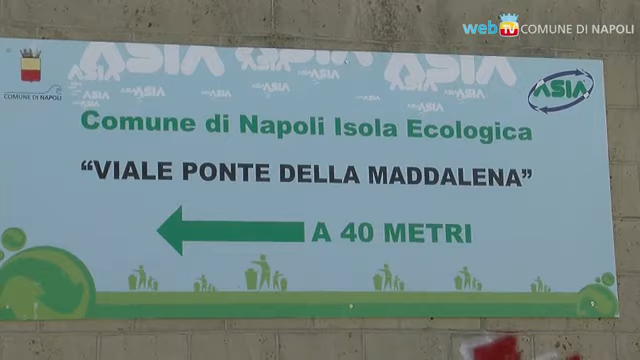 web TV COMUNE DI NAPOLI
COMUNE DI NAPOLI
ASIA
Comune di Napoli Isola Ecologica
“VIALE PONTE DELLA MADDALENA”
A 40 METRI